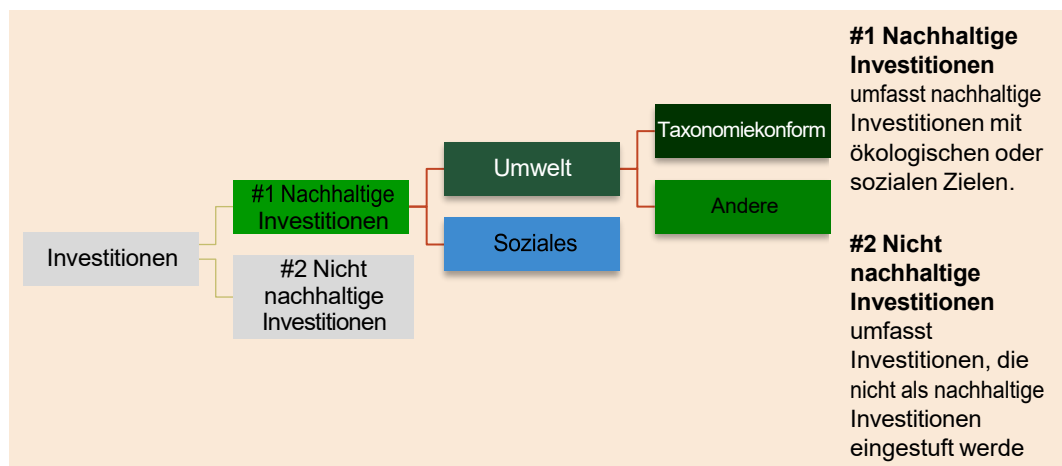 Investitionen
#1 Nachhaltige
Investitionen
#2 Nicht
nachhaltige
Investitionen
Umwelt
Soziales
Taxonomiekonform
Andere
#1 Nachhaltige
Investitionen
umfasst nachhaltige
Investitionen mit
ökologischen oder
sozialen Zielen.
#2 Nicht
nachhaltige
Investitionen
umfasst
Investitionen, die
nicht als nachhaltige
Investitionen
eingestuft werde